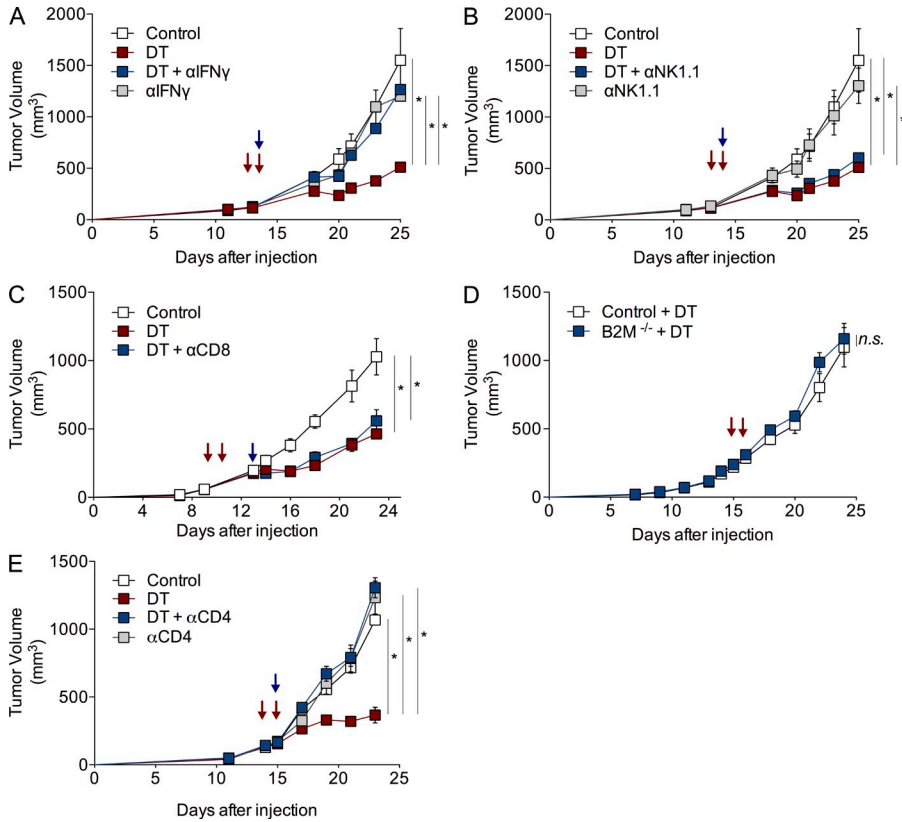 A
Tumor Volume
(mm³)
2000
1500
1000
500
0
Control
DT
DT + αIFNγ
αIFNγ
*
*
*
0 5 10 15 20 25
Days after injection
B
Tumor Volume
(mm³)
2000
1500
1000
500
0
Control
DT
DT + αNK1.1
αNK1.1
*
*
*
0 5 10 15 20 25
Days after injection
C
Tumor Volume
(mm³)
1500
1000
500
0
Control
DT
DT + αCD8
*
*
0 4 8 12 16 20 24
Days after injection
D
Tumor Volume
(mm³)
1500
1000
500
0
Control + DT
B2M -/- + DT
n.s.
0 5 10 15 20 25
Days after injection
E
Tumor Volume
(mm³)
1500
1000
500
0
Control
DT
DT + αCD4
αCD4
*
*
*
0 5 10 15 20 25
Days after injection